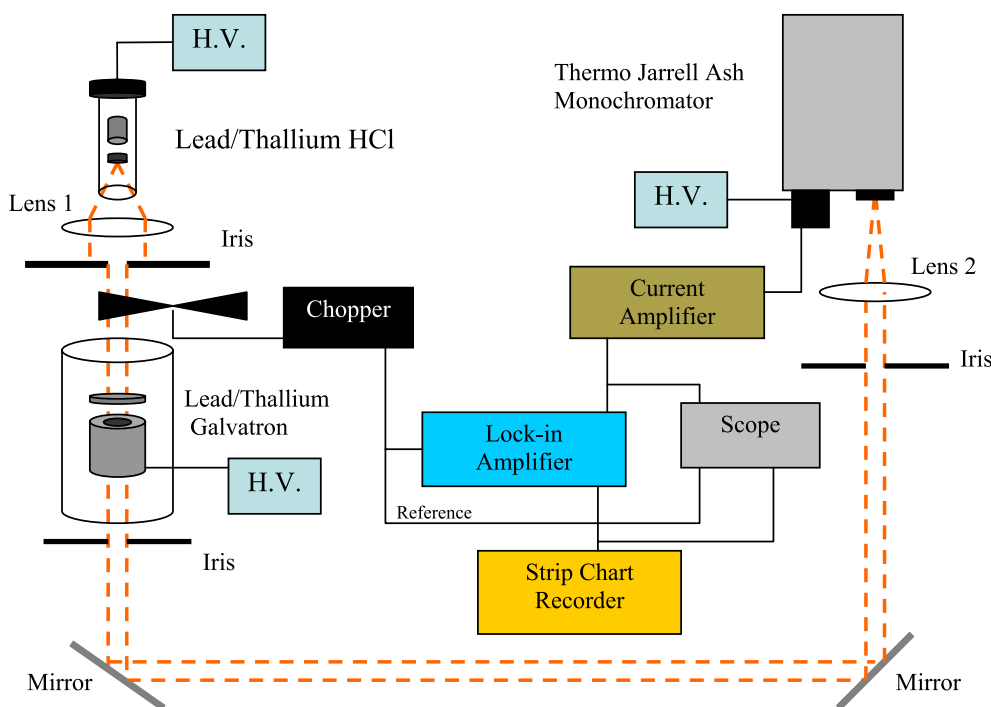 H.V.
Thermo Jarrell Ash
Monochromator
Lead/Thallium HCl
H.V.
Lens 1
Iris
Lens 2
Current
Amplifier
Chopper
Iris
Lead/Thallium
Galvatron
Lock-in
Amplifier
Scope
H.V.
Reference
Iris
Strip Chart
Recorder
Mirror
Mirror